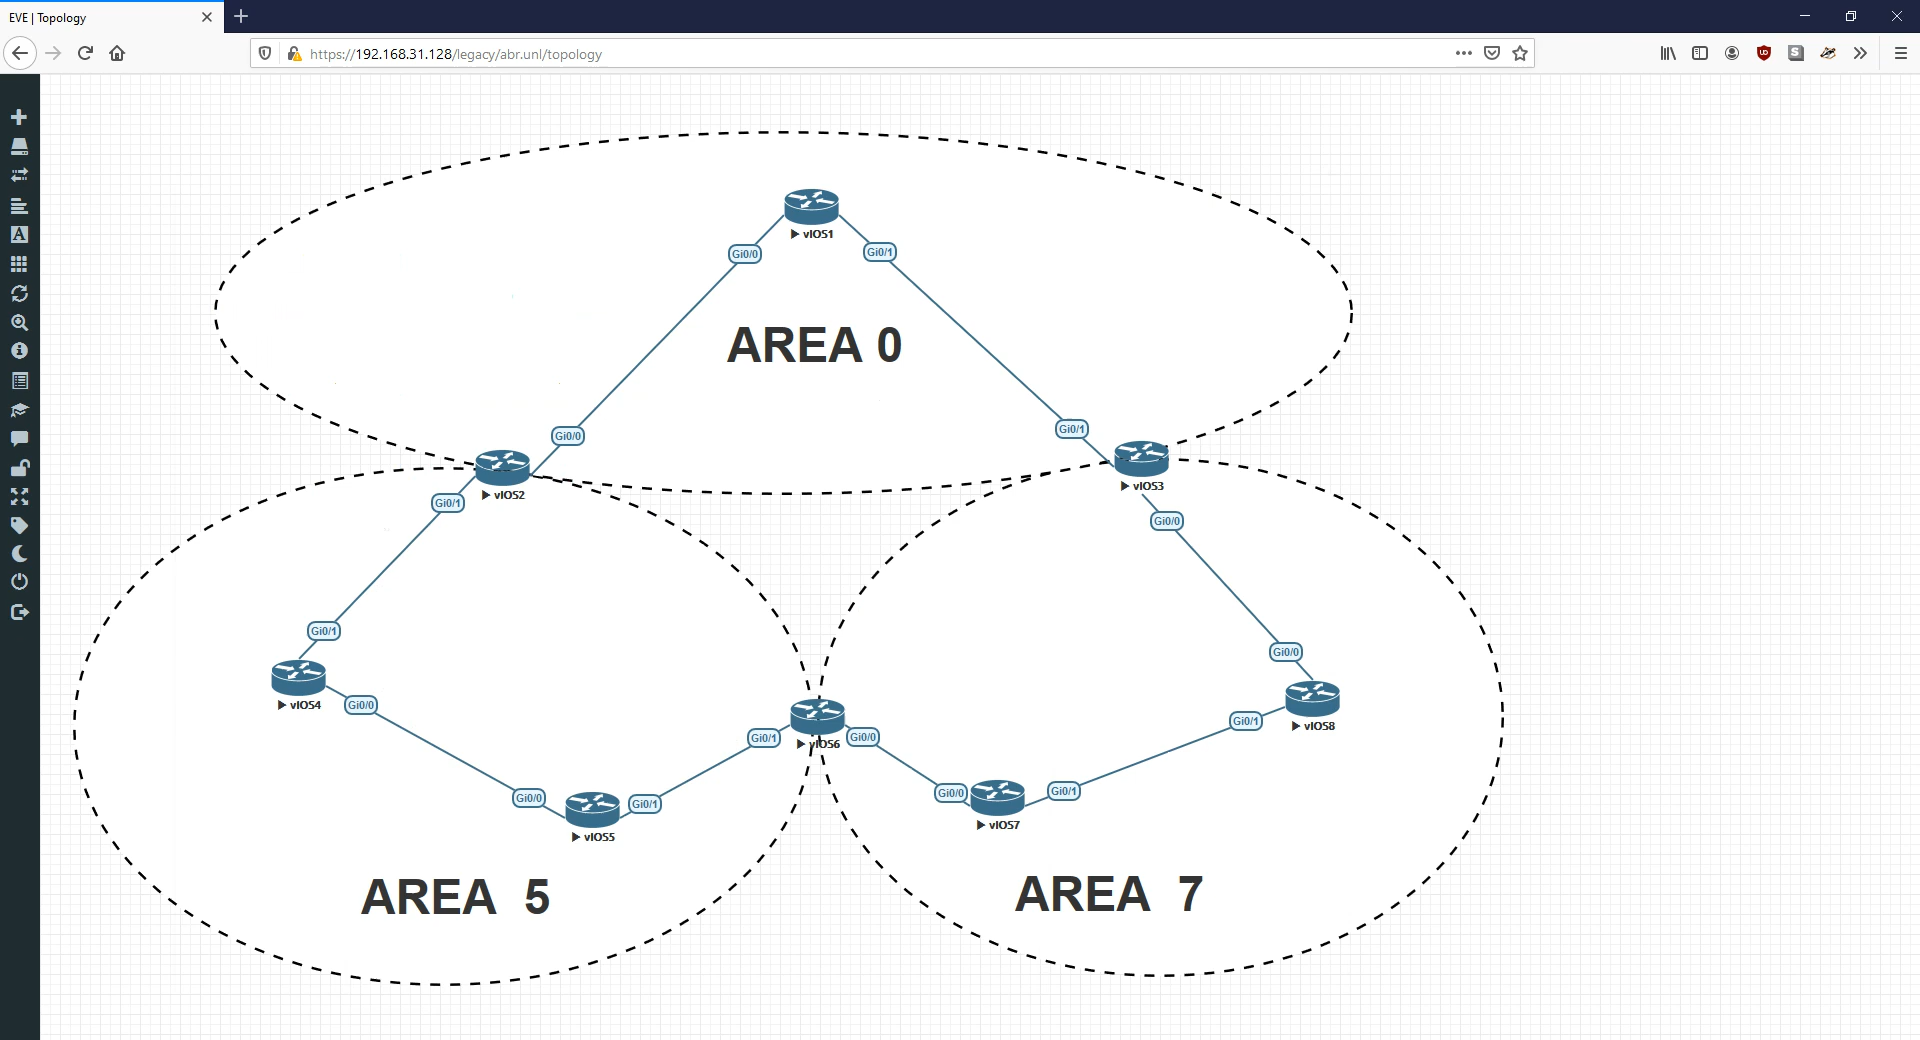 EVE | Topology
https://192.168.31.128/legacy/abr.unl/topology
vIOS1
Gi0/0
Gi0/1
AREA 0
Gi0/0
Gi0/1
vIOS2
vIOS3
Gi0/1
Gi0/0
Gi0/1
Gi0/0
vIOS4
Gi0/0
vIOS8
Gi0/1
Gi0/1
vIOS6
Gi0/0
Gi0/0
Gi0/1
vIOS5
Gi0/0
Gi0/1
vIOS7
AREA 5
AREA 7